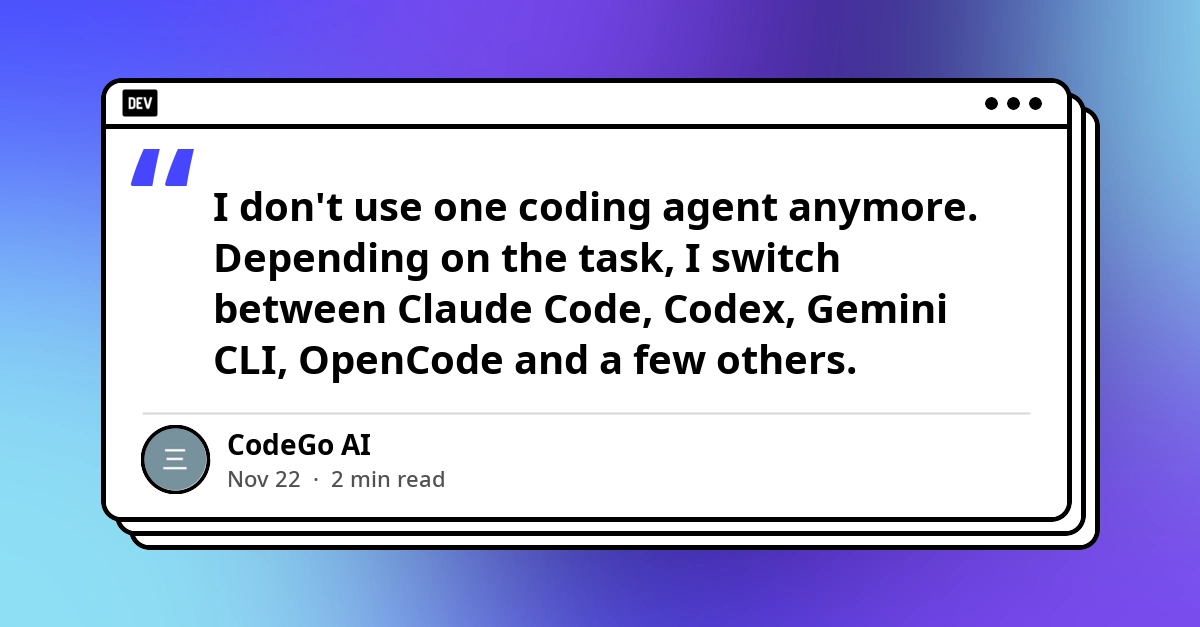 DEV
“
I don't use one coding agent anymore.
Depending on the task, I switch
between Claude Code, Codex, Gemini
CLI, OpenCode and a few others.
三
CodeGo AI
Nov 22 · 2 min read